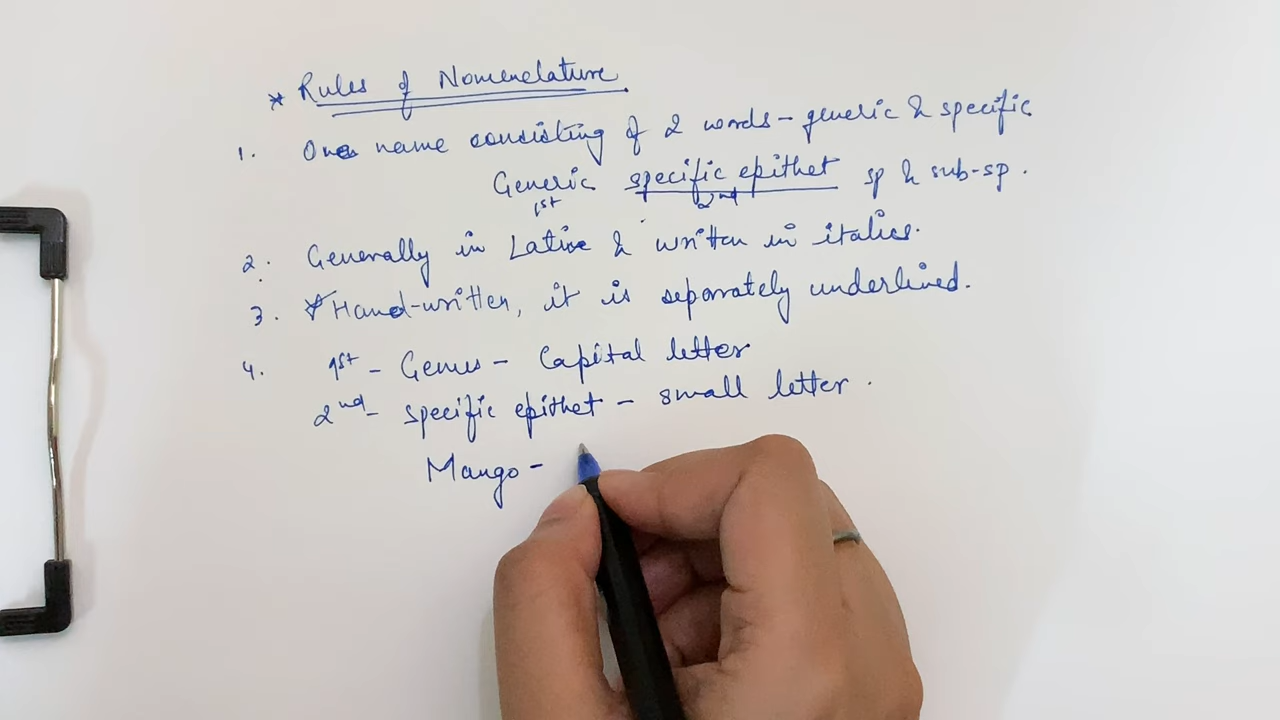 * Rules of Nomenclature
1. One name consisting of 2 words - generic & specific
Generic specific epithet sp & sub-sp.
1st 2nd
2. Generally in Latin & written in italics.
3. Hand-written, it is separately underlined.
4. 1st - Genus - Capital letter
2nd - specific epithet - small letter.
Mango -